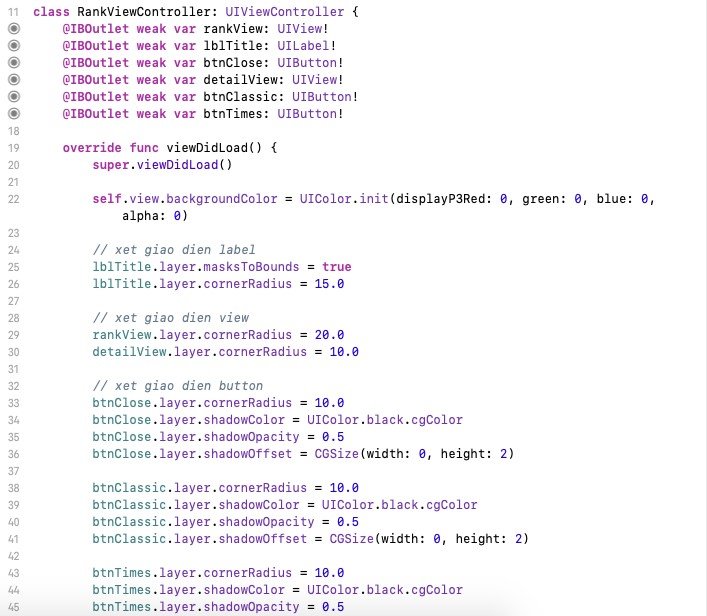 11 class RankViewController: UIViewController {
@IBOutlet weak var rankView: UIView!
@IBOutlet weak var lblTitle: UILabel!
@IBOutlet weak var btnClose: UIButton!
@IBOutlet weak var detailView: UIView!
@IBOutlet weak var btnClassic: UIButton!
@IBOutlet weak var btnTimes: UIButton!
18
19 override func viewDidLoad() {
20 super.viewDidLoad()
21
22 self.view.backgroundColor = UIColor.init(displayP3Red: 0, green: 0, blue: 0,
alpha: 0)
23
24 // xet giao dien label
25 lblTitle.layer.masksToBounds = true
26 lblTitle.layer.cornerRadius = 15.0
27
28 // xet giao dien view
29 rankView.layer.cornerRadius = 20.0
30 detailView.layer.cornerRadius = 10.0
31
32 // xet giao dien button
33 btnClose.layer.cornerRadius = 10.0
34 btnClose.layer.shadowColor = UIColor.black.cgColor
35 btnClose.layer.shadowOpacity = 0.5
36 btnClose.layer.shadowOffset = CGSize(width: 0, height: 2)
37
38 btnClassic.layer.cornerRadius = 10.0
39 btnClassic.layer.shadowColor = UIColor.black.cgColor
40 btnClassic.layer.shadowOpacity = 0.5
41 btnClassic.layer.shadowOffset = CGSize(width: 0, height: 2)
42
43 btnTimes.layer.cornerRadius = 10.0
44 btnTimes.layer.shadowColor = UIColor.black.cgColor
45 btnTimes.layer.shadowOpacity = 0.5